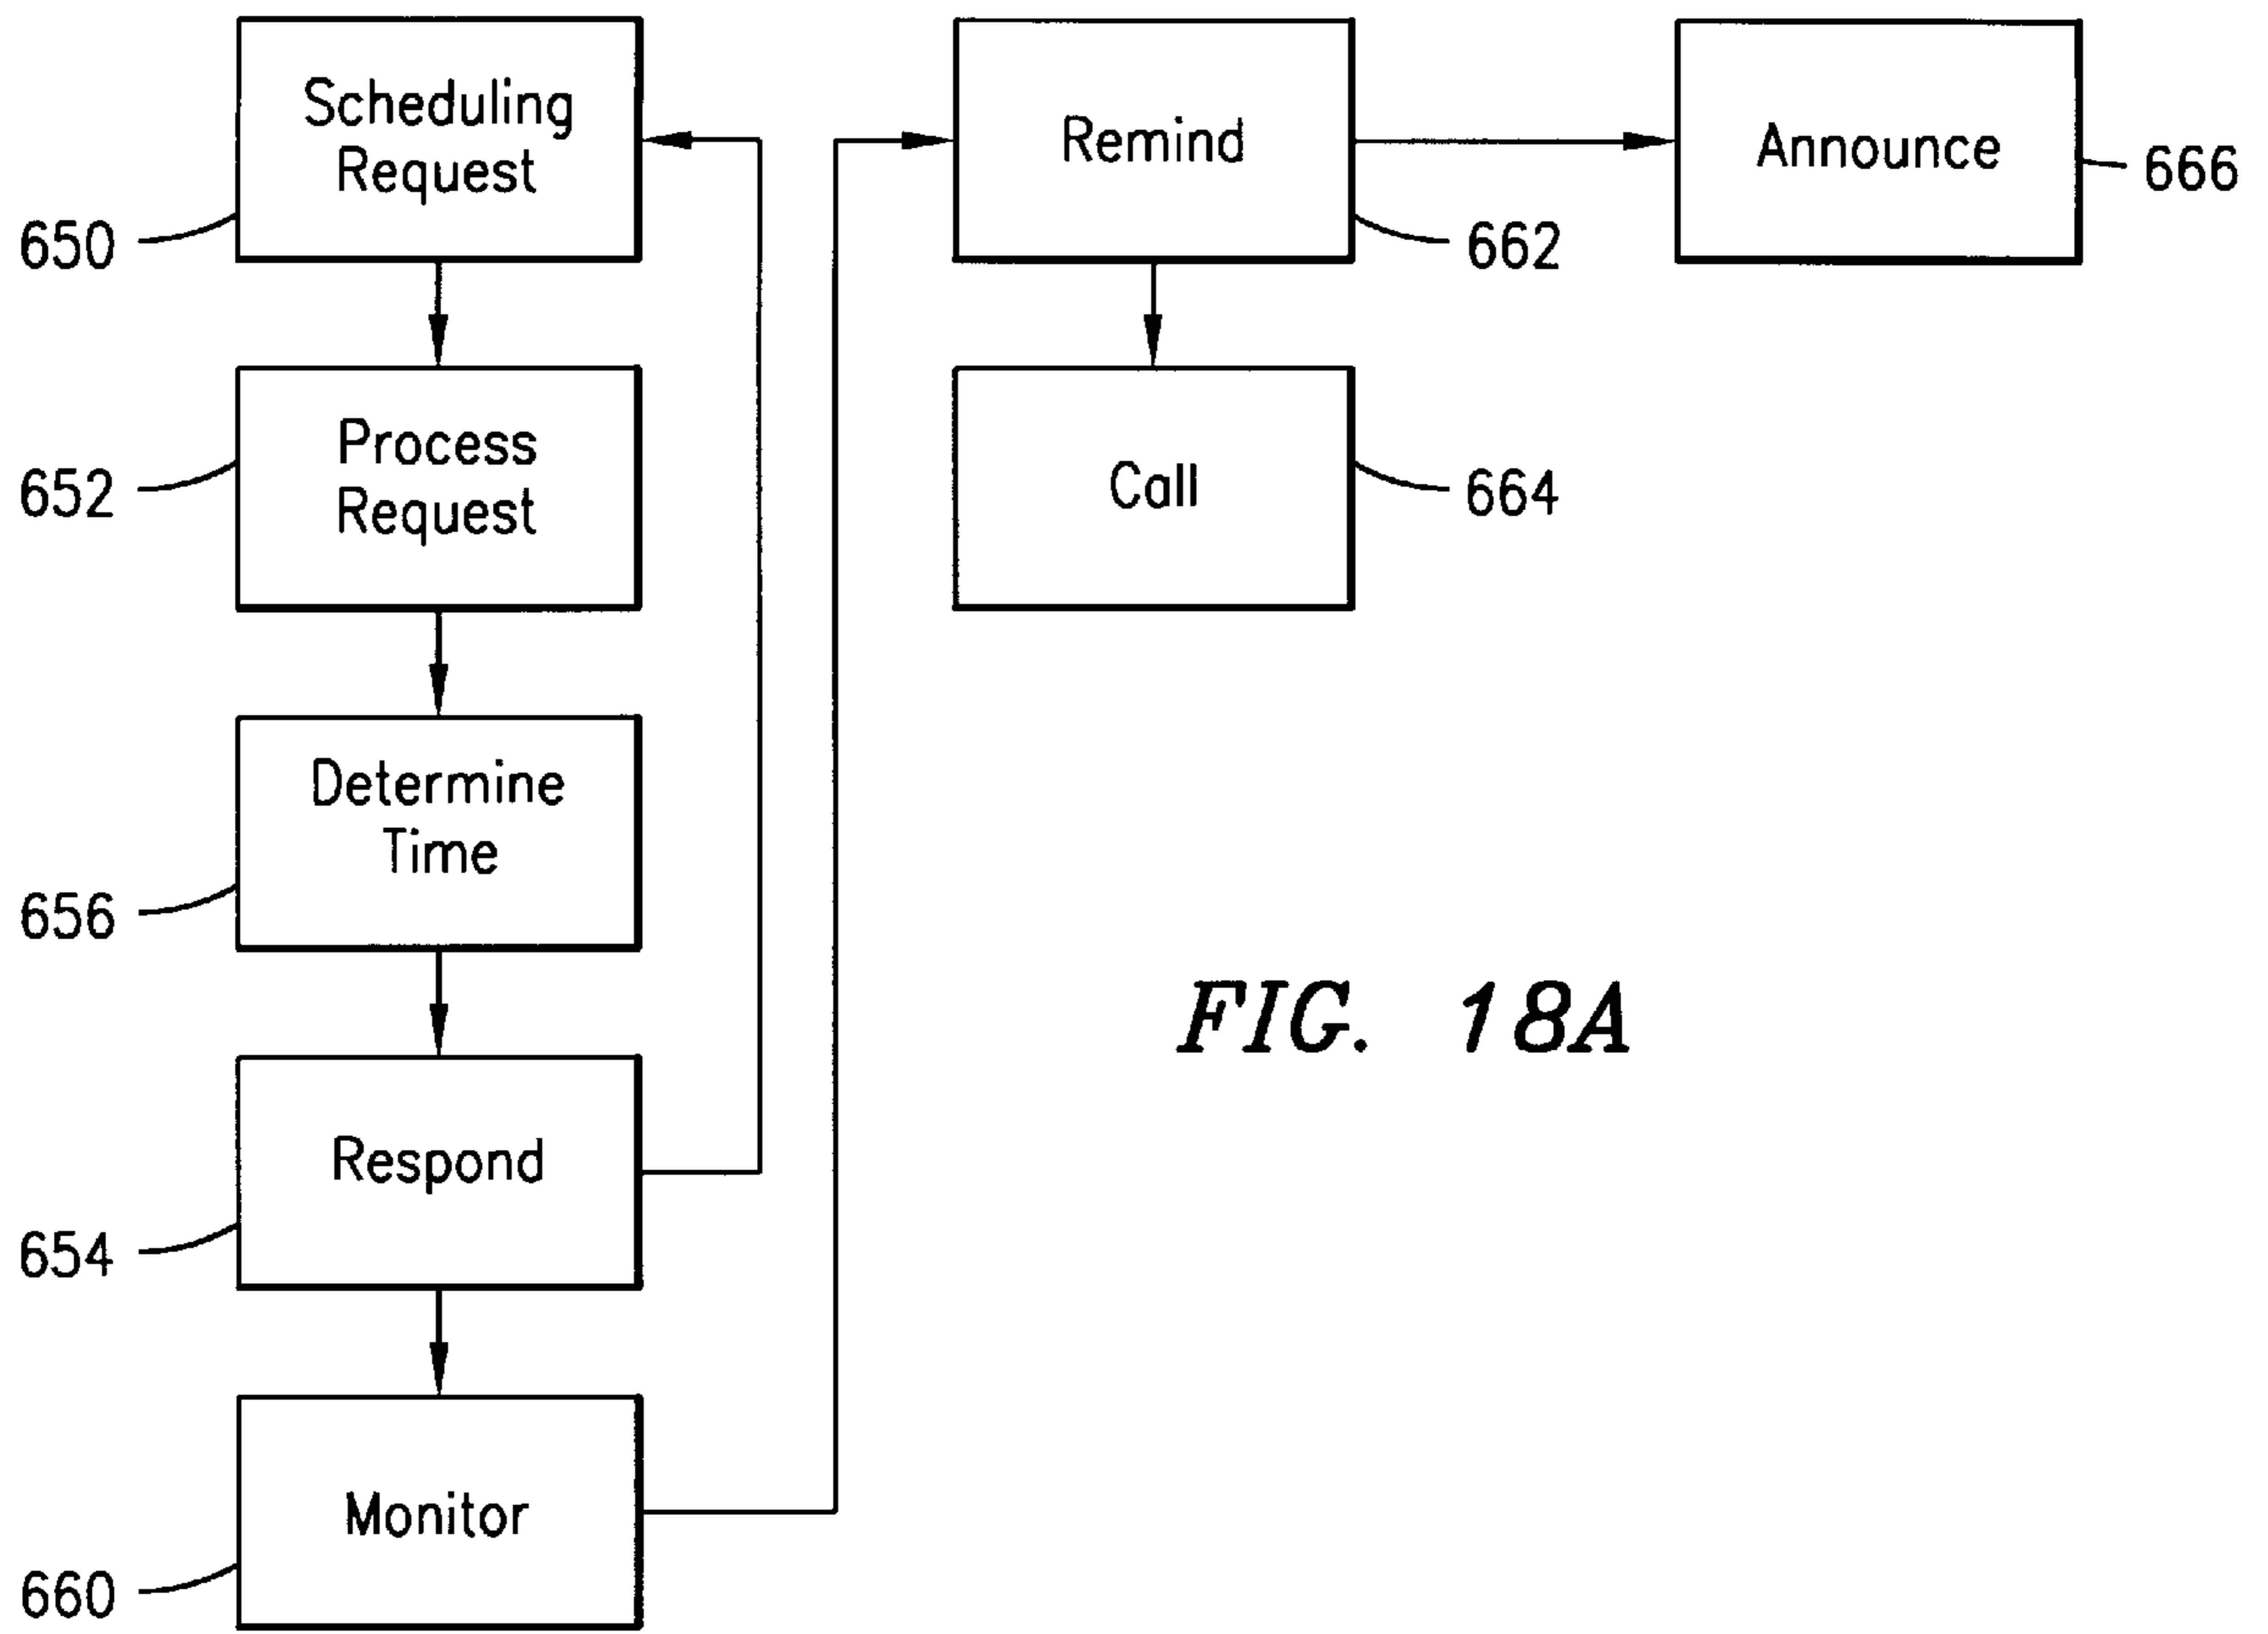 Scheduling
Request
650
Process
Request
652
Determine
Time
656
Respond
654
Monitor
660
Remind
662
Call
664
Announce
666
FIG. 18A